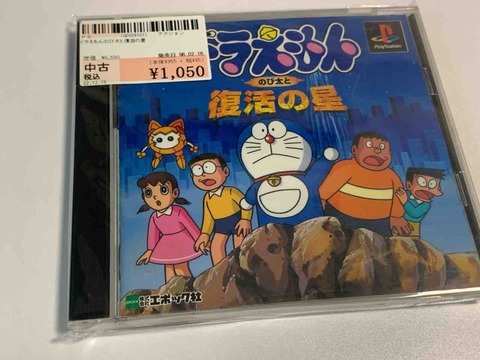 アクション
ドラえもんのび太と復活の星
発売日 96.02.16
中古
税込
¥1,050
ドラえもん
のび太と
復活の星
PlayStation
エポック社